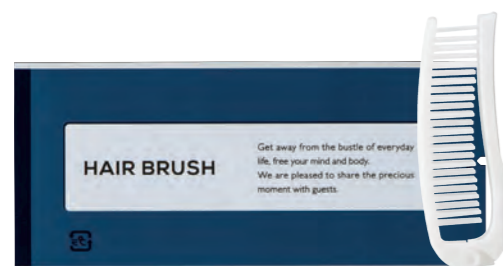 HAIR BRUSH
Get away from the bustle of everyday
life, free your mind and body.
We are pleased to share the precious
moment with guests.